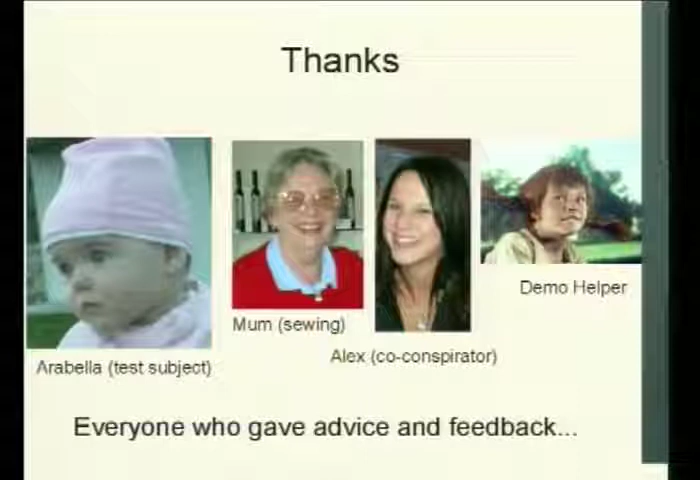 Thanks
Demo Helper
Mum (sewing)
Alex (co-conspirator)
Arabella (test subject)
Everyone who gave advice and feedback...